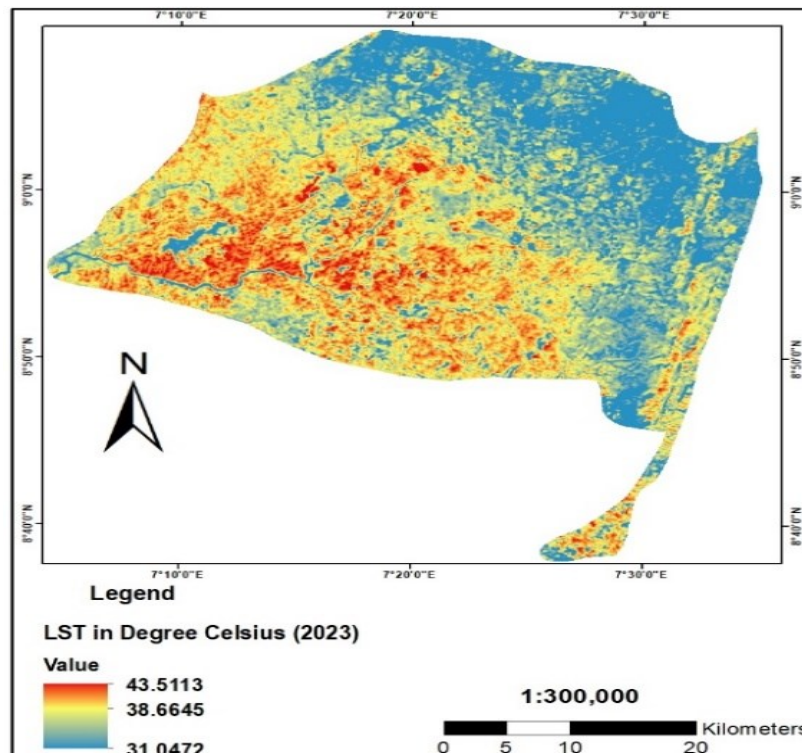 7°10'0"E 7°20'0"E 7°30'0"E
9°0'0"N 9°0'0"N
8°50'0"N 8°50'0"N
N
8°40'0"N 8°40'0"N
7°10'0"E 7°20'0"E 7°30'0"E
Legend
LST in Degree Celsius (2023)
Value
43.5113
38.6645
31.0472
1:300,000
Kilometers
0 5 10 20